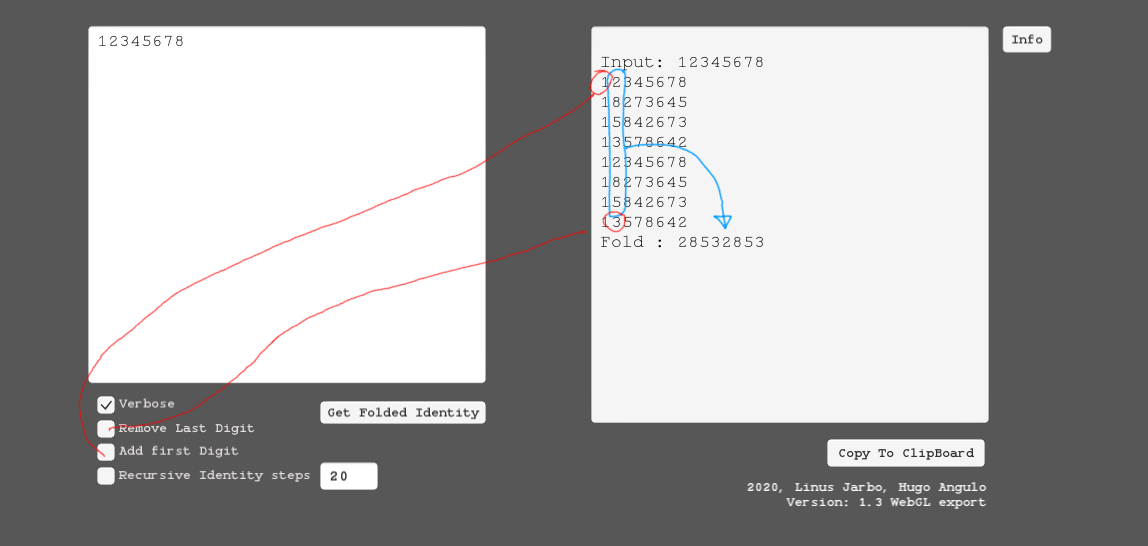 12345678
Input: 12345678
12345678
18273645
15842673
13578642
12345678
18273645
15842673
13578642
Fold : 28532853
Info
Verbose
Remove Last Digit
Add first Digit
Recursive Identity steps 20
Get Folded Identity
Copy To ClipBoard
2020, Linus Jarbo, Hugo Angulo
Version: 1.3 WebGL export